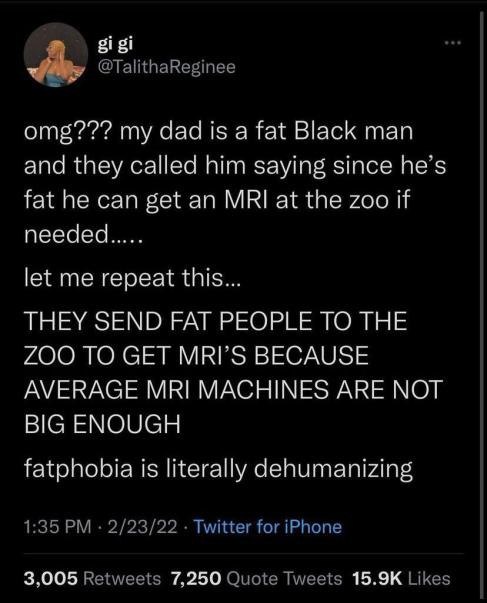 gi gi
@TalithaReginee
omg??? my dad is a fat Black man
and they called him saying since he’s
fat he can get an MRI at the zoo if
needed.....
let me repeat this...
THEY SEND FAT PEOPLE TO THE
ZOO TO GET MRI’S BECAUSE
AVERAGE MRI MACHINES ARE NOT
BIG ENOUGH
fatphobia is literally dehumanizing
1:35 PM · 2/23/22 · Twitter for iPhone
3,005 Retweets 7,250 Quote Tweets 15.9K Likes